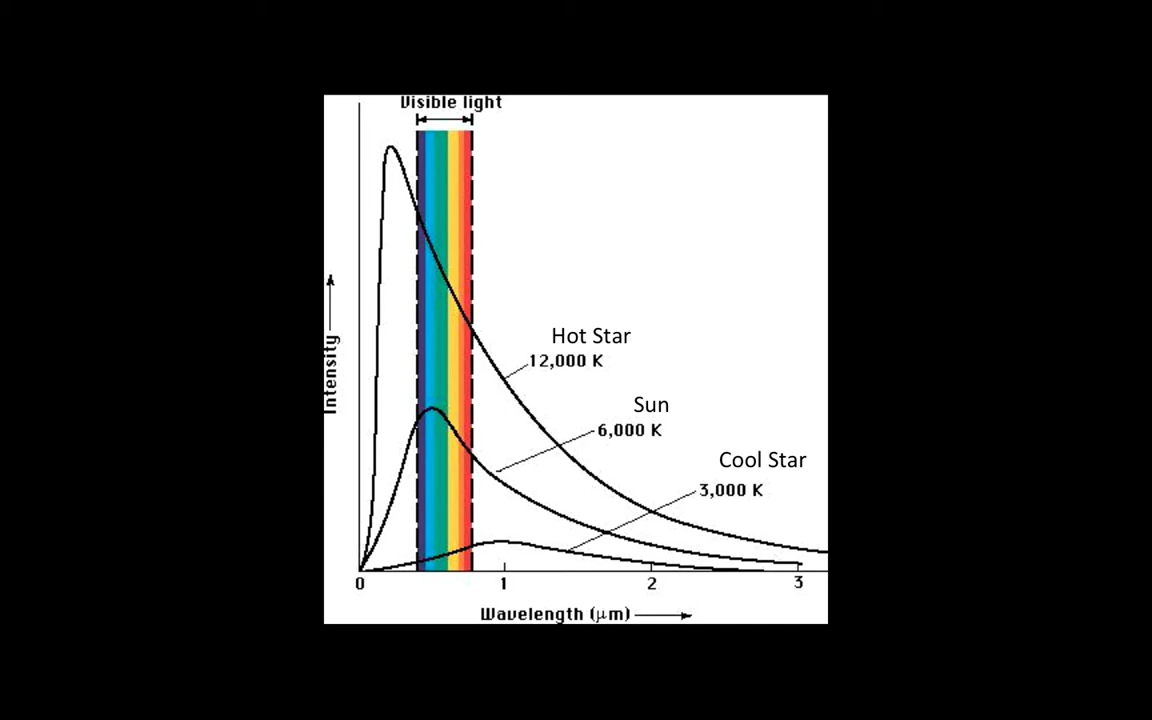 Visible light
Intensity
Hot Star
12,000 K
Sun
6,000 K
Cool Star
3,000 K
0 1 2 3
Wavelength (μm)